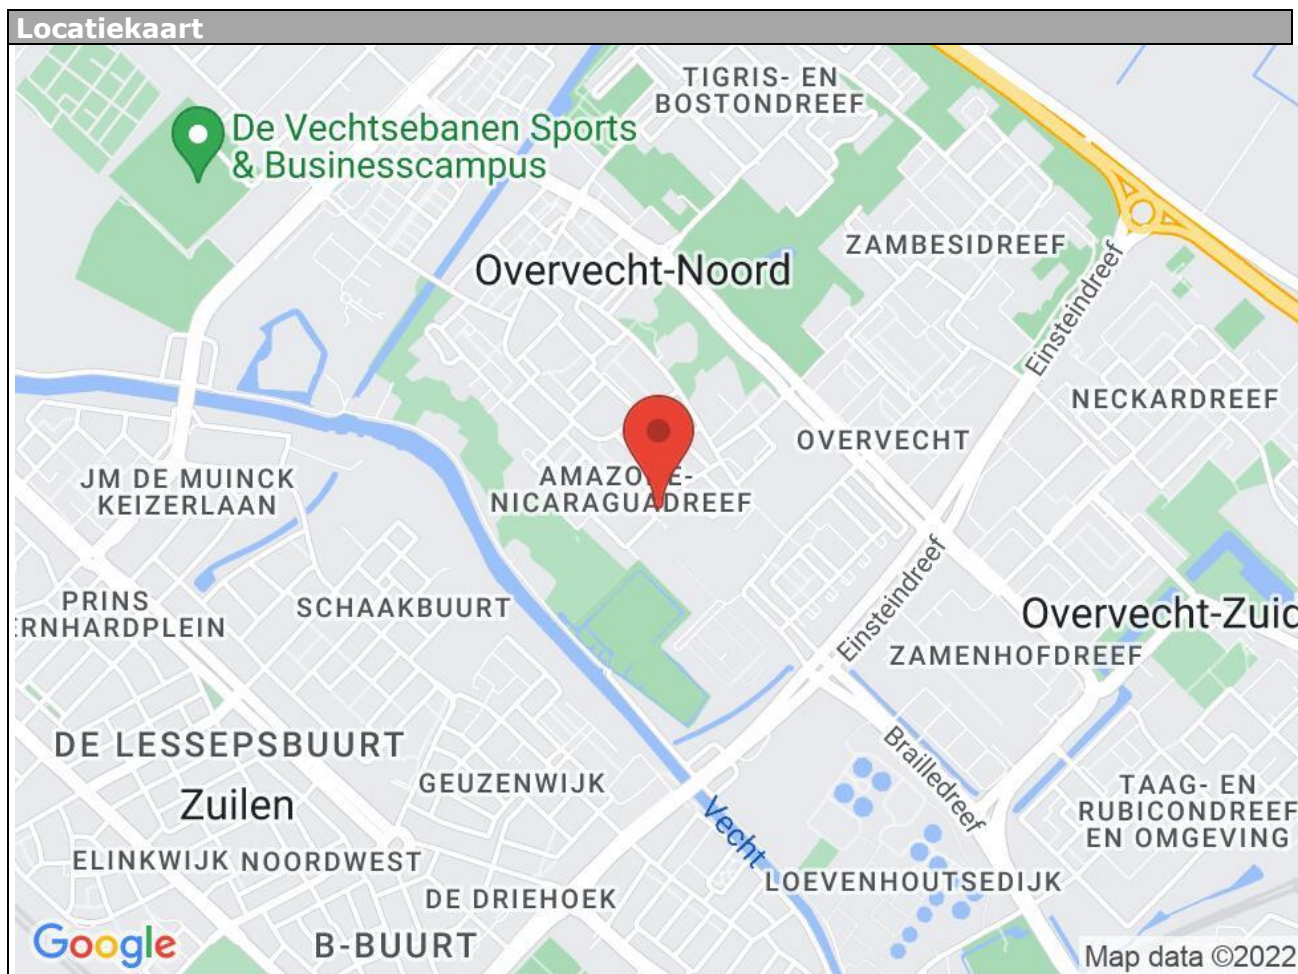 Locatiekaart
TIGRIS- EN
BOSTONDREEF
De Vechtsebanen Sports
& Businesscampus
ZAMBESIDREEF
Overvecht-Noord
Einsteindreef
NECKARDREEF
OVERVECHT
AMAZO E-
NICARAGUADREEF
JM DE MUINCK
KEIZERLAAN
PRINS
ERNHARDPLEIN
SCHAAKBUURT
Einsteindreef
Overvecht-Zuid
ZAMENHOFDREEF
DE LESSEPSBUURT
Brailledreef
GEUZENWIJK
TAAG- EN
RUBICONDREEF
EN OMGEVING
Zuilen
Vecht
ELINKWIJK NOORDWEST
LOEVENHOUTSEDIJK
DE DRIEHOEK
B-BUURT
Google
Map data ©2022